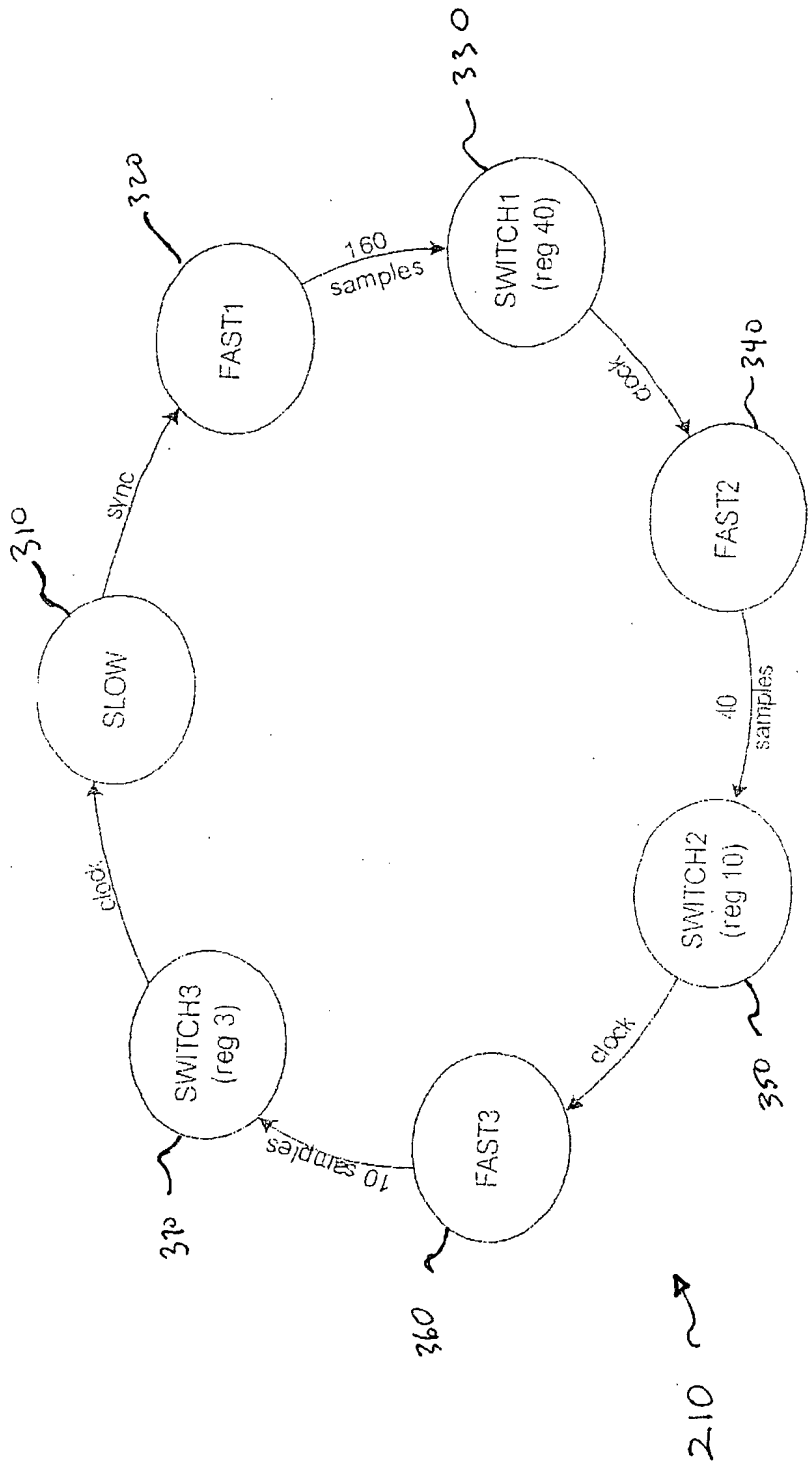 310
SLOW
sync
320
FAST1
160
samples
330
SWITCH1
(reg 40)
clock
340
FAST2
40
samples
350
SWITCH2
(reg 10)
clock
360
FAST3
10 samples
370
SWITCH3
(reg 3)
clock
210